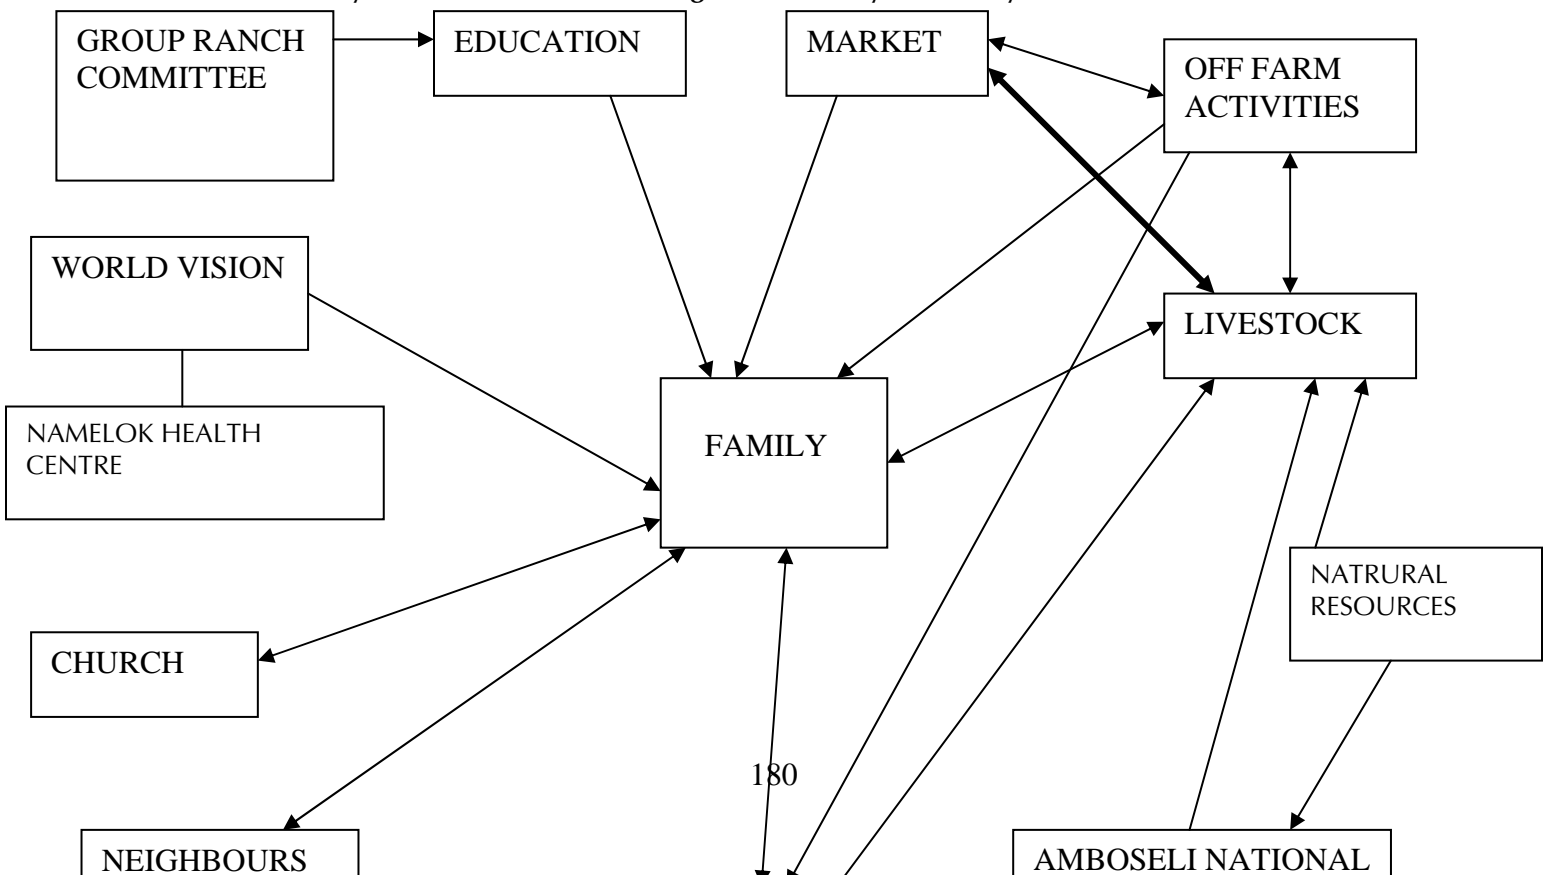 GROUP RANCH
COMMITTEE
EDUCATION
MARKET
OFF FARM
ACTIVITIES
WORLD VISION
LIVESTOCK
NAMELOK HEALTH
CENTRE
FAMILY
NATRURAL
RESOURCES
CHURCH
180
NEIGHBOURS
AMBOSELI NATIONAL